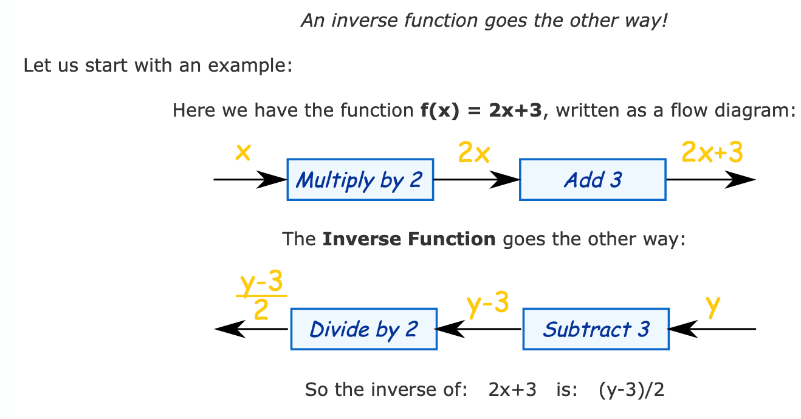 An inverse function goes the other way!
Let us start with an example:
Here we have the function f(x) = 2x+3, written as a flow diagram:
x 2x 2x+3
Multiply by 2 Add 3
The Inverse Function goes the other way:
y-3
2 y-3 y
Divide by 2 Subtract 3
So the inverse of: 2x+3 is: (y-3)/2